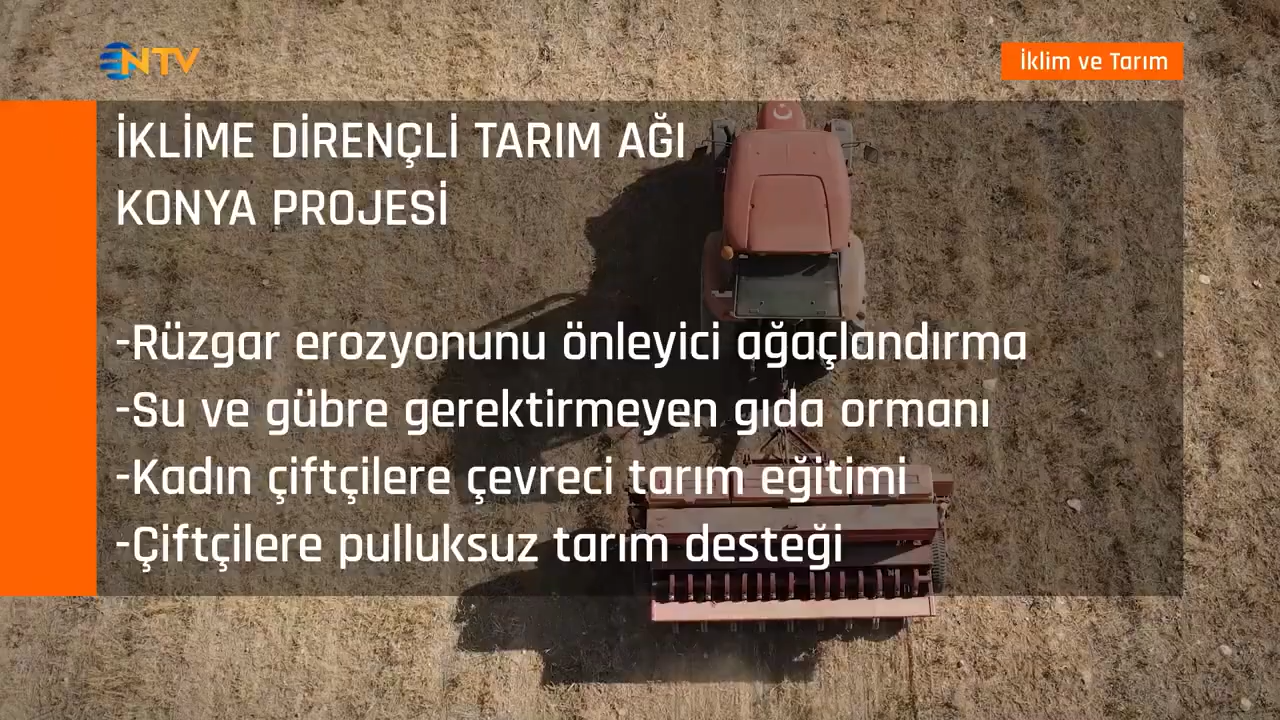 NTV
İklim ve Tarım
İKLİME DİRENÇLİ TARIM AĞI
KONYA PROJESİ
-Rüzgar erozyonunu önleyici ağaçlandırma
-Su ve gübre gerektirmeyen gıda ormanı
-Kadın çiftçilere çevreci tarım eğitimi
-Çiftçilere pulluksuz tarım desteği